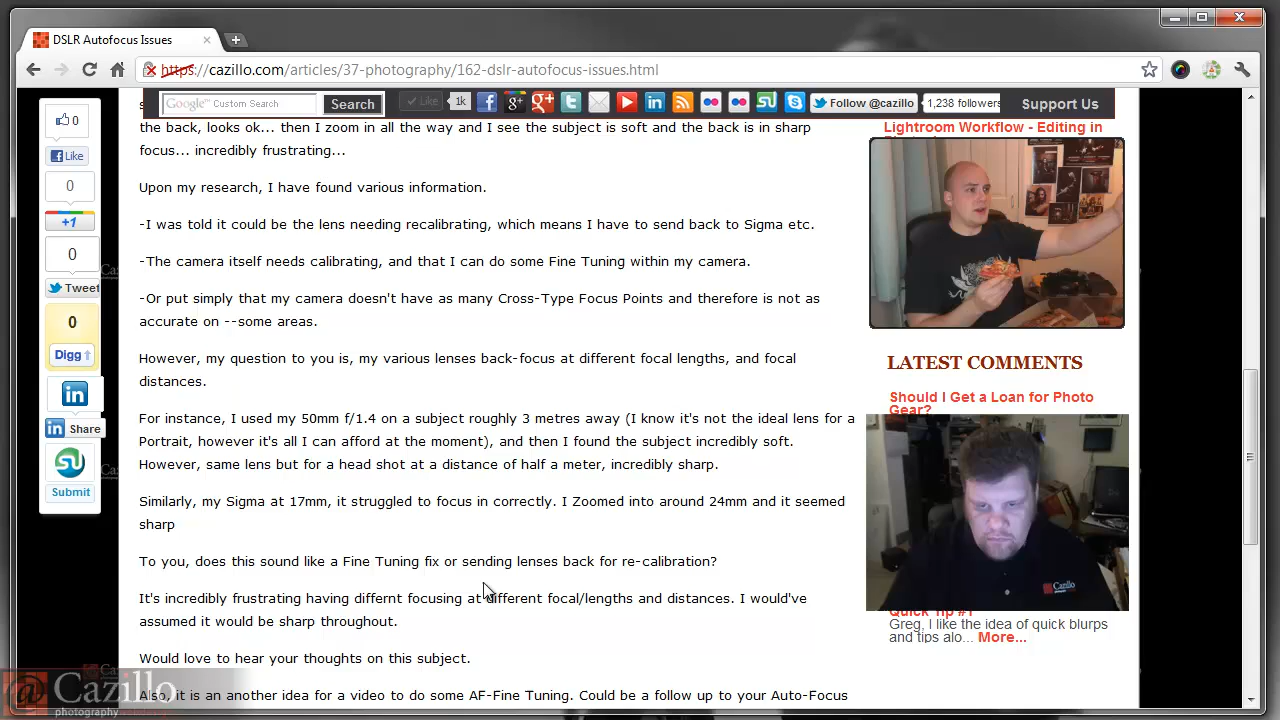 DSLR Autofocus Issues
https://cazillo.com/articles/37-photography/162-dslr-autofocus-issues.html
Google™ Custom Search
Search
Like
1k
Follow @cazillo
1,238 followers
Support Us
0
Like
0
+1
0
Tweet
0
Digg
Share
Submit
the back, looks ok... then I zoom in all the way and I see the subject is soft and the back is in sharp
focus... incredibly frustrating...
Upon my research, I have found various information.
-I was told it could be the lens needing recalibrating, which means I have to send back to Sigma etc.
-The camera itself needs calibrating, and that I can do some Fine Tuning within my camera.
-Or put simply that my camera doesn't have as many Cross-Type Focus Points and therefore is not as
accurate on --some areas.
However, my question to you is, my various lenses back-focus at different focal lengths, and focal
distances.
For instance, I used my 50mm f/1.4 on a subject roughly 3 metres away (I know it's not the ideal lens for a
Portrait, however it's all I can afford at the moment), and then I found the subject incredibly soft.
However, same lens but for a head shot at a distance of half a meter, incredibly sharp.
Similarly, my Sigma at 17mm, it struggled to focus in correctly. I Zoomed into around 24mm and it seemed
sharp
To you, does this sound like a Fine Tuning fix or sending lenses back for re-calibration?
It's incredibly frustrating having differnt focusing at different focal/lengths and distances. I would've
assumed it would be sharp throughout.
Would love to hear your thoughts on this subject.
Also, it is an another idea for a video to do some AF-Fine Tuning. Could be a follow up to your Auto-Focus
Lightroom Workflow - Editing in
LATEST COMMENTS
Should I Get a Loan for Photo
Gear?
Cazillo
Quick Tip #1
Greg, I like the idea of quick blurps
and tips alo... More...
@Cazillo
photography